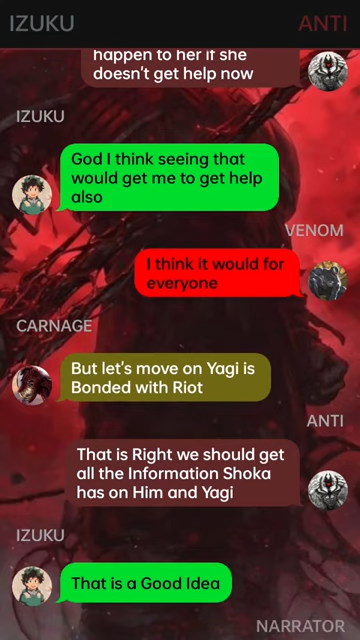 IZUKU ANTI
happen to her if she
doesn't get help now
IZUKU
God I think seeing that
would get me to get help
also
VENOM
I think it would for
everyone
CARNAGE
But let's move on Yagi is
Bonded with Riot
ANTI
That is Right we should get
all the Information Shoka
has on Him and Yagi
IZUKU
That is a Good Idea
NARRATOR